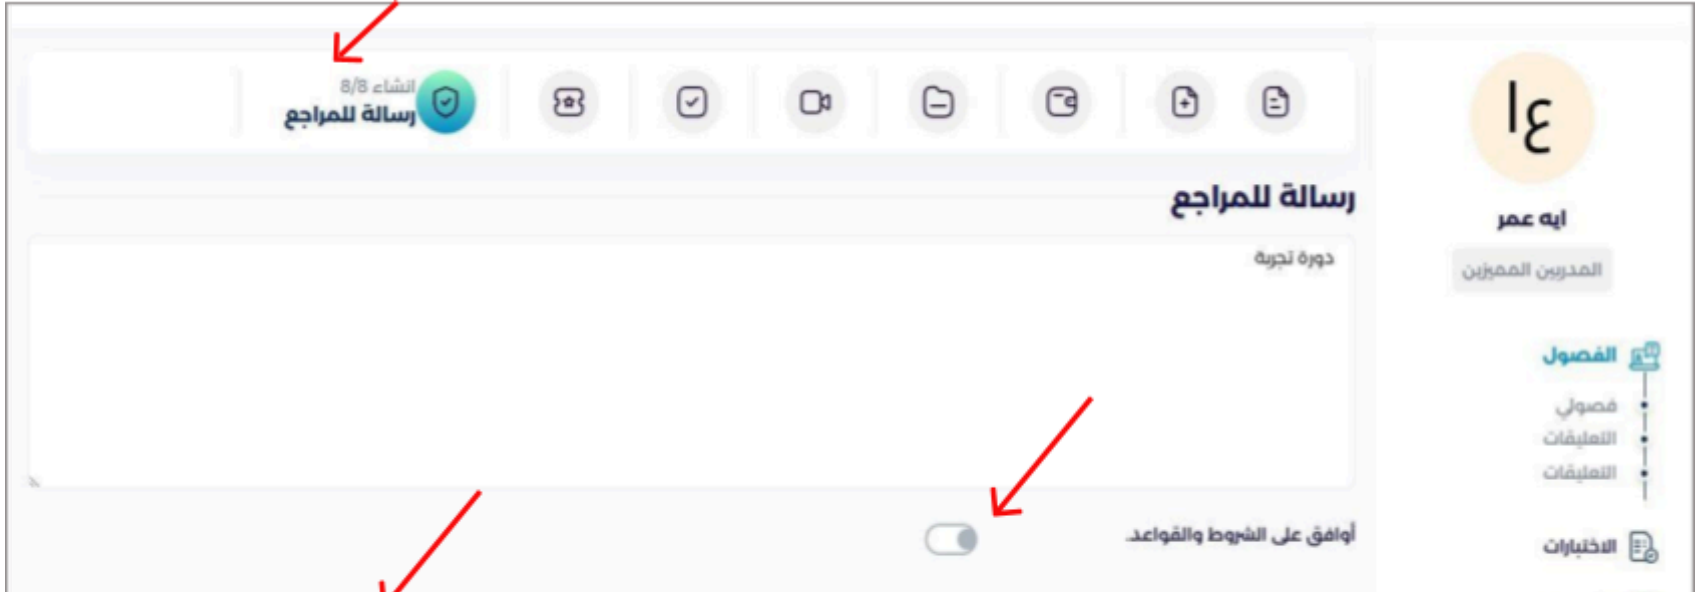 انشاء 8/8
رسالة للمراجع
رسالة للمراجع
دورة تجربة
أوافق على الشروط والقواعد.
اع
ايه عمر
المدربين المميزين
الفصول
فصولي
التعليقات
التعليقات
الاختبارات